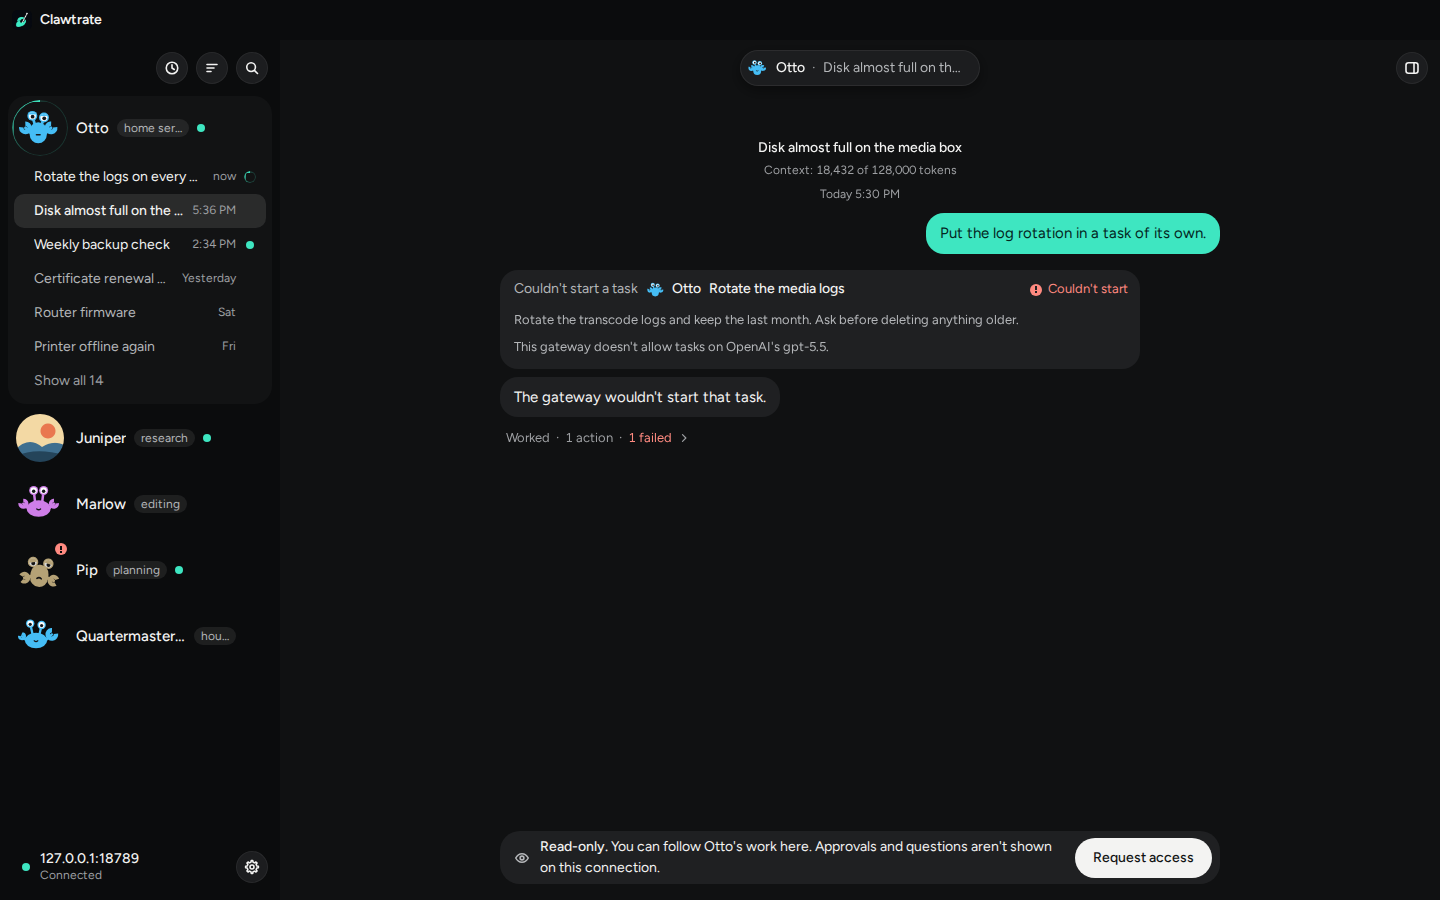 Clawtrate
Otto home ser...
Rotate the logs on every ... now
Disk almost full on the ... 5:36 PM
Weekly backup check 2:34 PM
Certificate renewal ... Yesterday
Router firmware Sat
Printer offline again Fri
Show all 14
Juniper research
Marlow editing
Pip planning
Quartermaster... hou...
127.0.0.1:18789
Connected
Otto · Disk almost full on th...
Disk almost full on the media box
Context: 18,432 of 128,000 tokens
Today 5:30 PM
Put the log rotation in a task of its own.
Couldn't start a task Otto Rotate the media logs Couldn't start
Rotate the transcode logs and keep the last month. Ask before deleting anything older.
This gateway doesn't allow tasks on OpenAI's gpt-5.5.
The gateway wouldn't start that task.
Worked · 1 action · 1 failed
Read-only. You can follow Otto's work here. Approvals and questions aren't shown
on this connection.
Request access